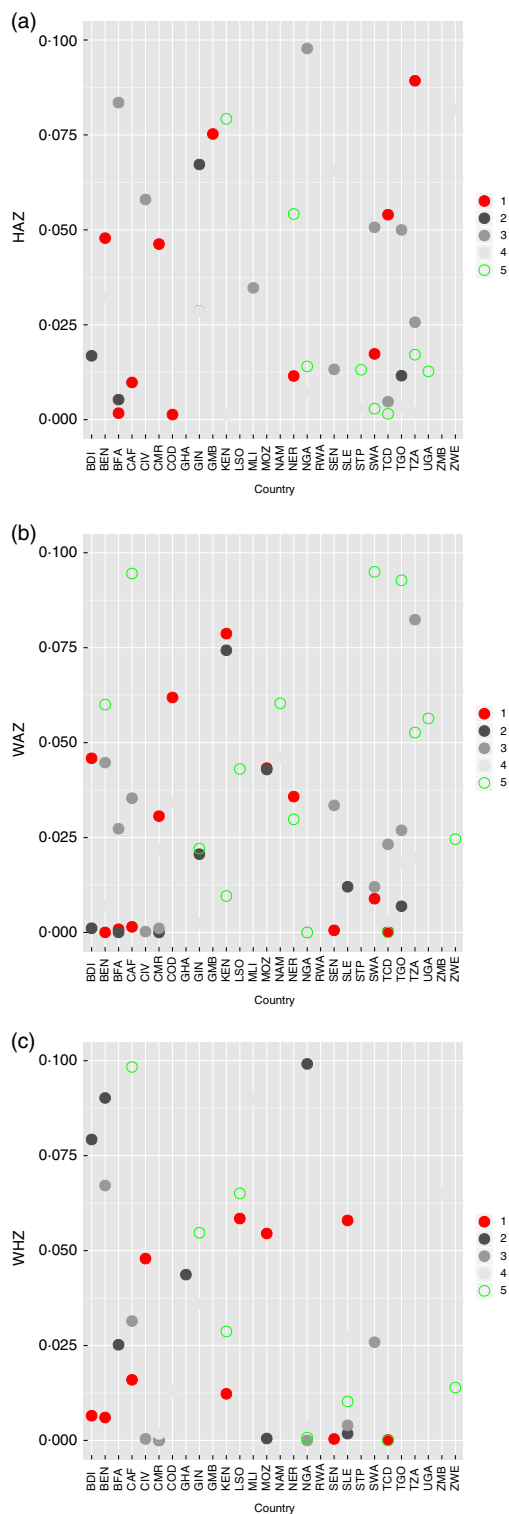 (a)
0·100
0·075
0·050
0·025
0·000
HAZ
BDI BEN BFA CAF CIV CMR COD GHA GIN GMB KEN LSO MLI MOZ NAM NER NGA RWA SEN SLE STP SWA TCD TGO TZA UGA ZMB ZWE
Country
1
2
3
4
5
(b)
0·100
0·075
0·050
0·025
0·000
WAZ
BDI BEN BFA CAF CIV CMR COD GHA GIN GMB KEN LSO MLI MOZ NAM NER NGA RWA SEN SLE STP SWA TCD TGO TZA UGA ZMB ZWE
Country
1
2
3
4
5
(c)
0·100
0·075
0·050
0·025
0·000
WHZ
BDI BEN BFA CAF CIV CMR COD GHA GIN GMB KEN LSO MLI MOZ NAM NER NGA RWA SEN SLE STP SWA TCD TGO TZA UGA ZMB ZWE
Country
1
2
3
4
5